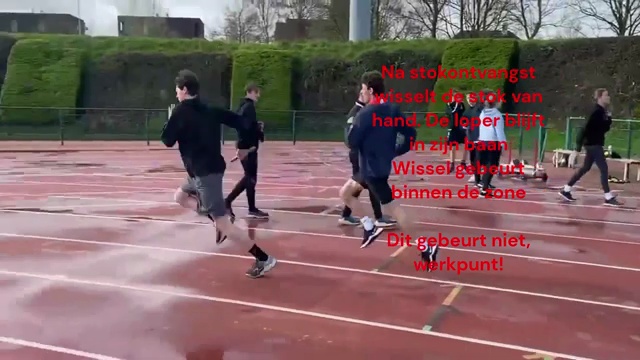 Na stokontvangst
wisselt de stok van
hand. De loper blijft
in zijn baan
Wissel gebeurt
binnen de zone
Dit gebeurt niet,
werkpunt!